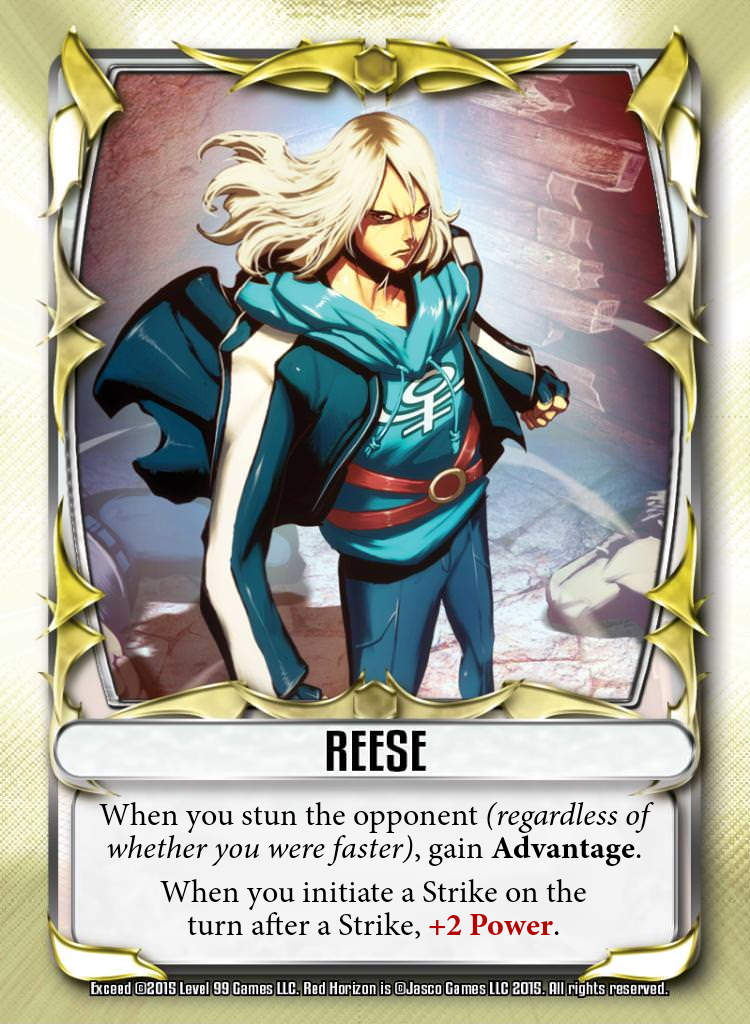 REESE
When you stun the opponent (regardless of
whether you were faster), gain Advantage.
When you initiate a Strike on the
turn after a Strike, +2 Power.
Exceed ©2015 Level 99 Games LLC. Red Horizon is ©Jasco Games LLC 2015. All rights reserved.